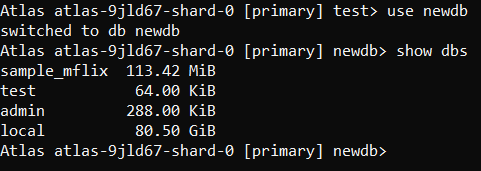 Atlas atlas-9jld67-shard-0 [primary] test> use newdb
switched to db newdb
Atlas atlas-9jld67-shard-0 [primary] newdb> show dbs
sample_mflix  113.42 MiB
test           64.00 KiB
admin         288.00 KiB
local          80.50 GiB
Atlas atlas-9jld67-shard-0 [primary] newdb>